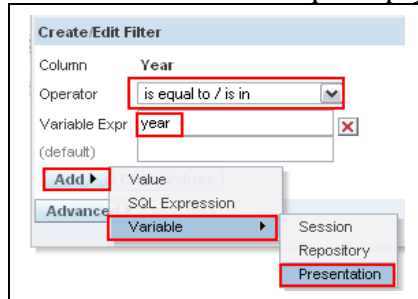 Create/Edit Filter
Column Year
Operator is equal to / is in
Variable Expr year
(default)
Add
Value
SQL Expression
Advance
Variable
Session
Repository
Presentation